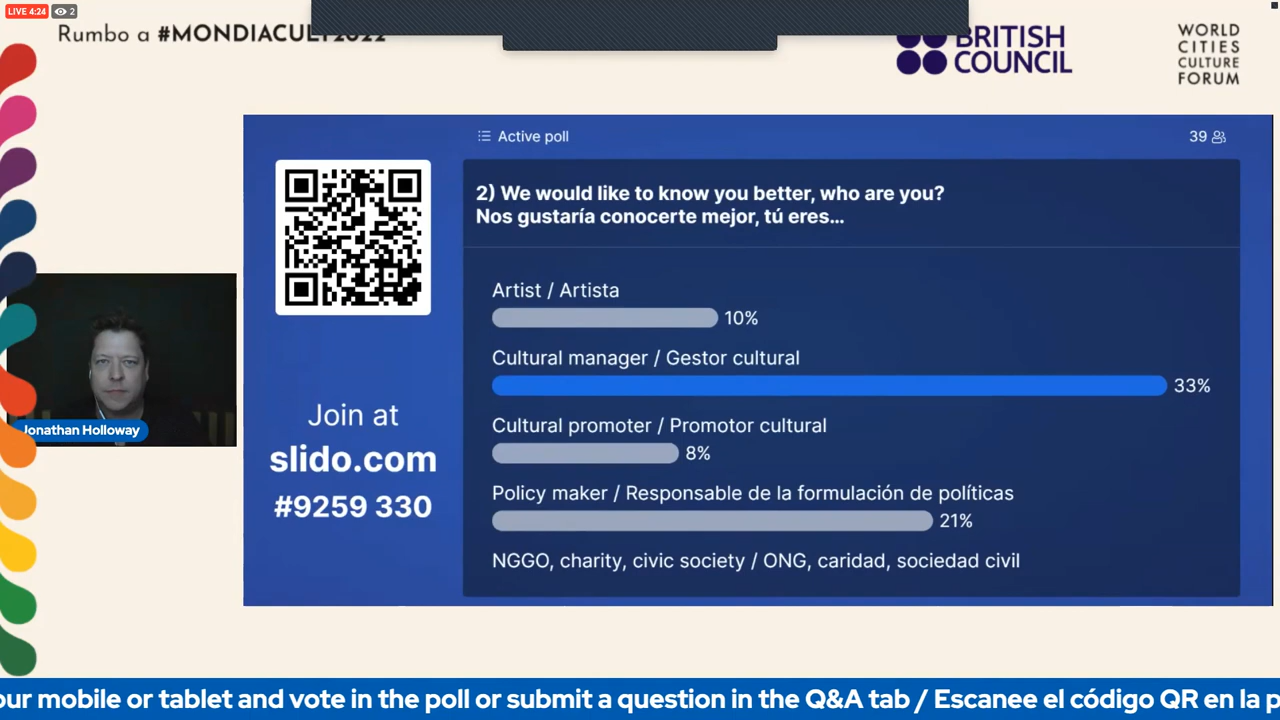 LIVE 4:24 2
Rumbo a #MONDIACULT2022
BRITISH
COUNCIL
WORLD
CITIES
CULTURE
FORUM
Active poll
39
2) We would like to know you better, who are you?
Nos gustaría conocerte mejor, tú eres...
Artist / Artista
10%
Cultural manager / Gestor cultural
33%
Cultural promoter / Promotor cultural
8%
Policy maker / Responsable de la formulación de políticas
21%
NGGO, charity, civic society / ONG, caridad, sociedad civil
Join at
slido.com
#9259 330
Jonathan Holloway
our mobile or tablet and vote in the poll or submit a question in the Q&A tab / Escanee el código QR en la p